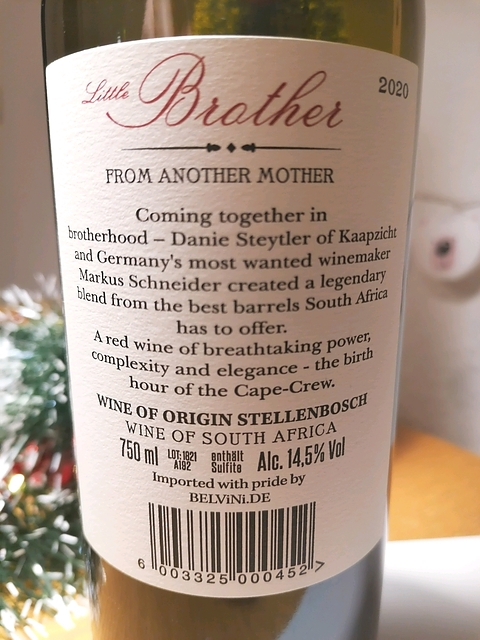 Little Brother
2020
FROM ANOTHER MOTHER
Coming together in
brotherhood – Danie Steytler of Kaapzicht
and Germany's most wanted winemaker
Markus Schneider created a legendary
blend from the best barrels South Africa
has to offer.
A red wine of breathtaking power,
complexity and elegance - the birth
hour of the Cape-Crew.
WINE OF ORIGIN STELLENBOSCH
WINE OF SOUTH AFRICA
750 ml LOT:1821 A192 enthält Sulfite Alc. 14,5% Vol
Imported with pride by
BELViNi.DE
6 003325 000452 >